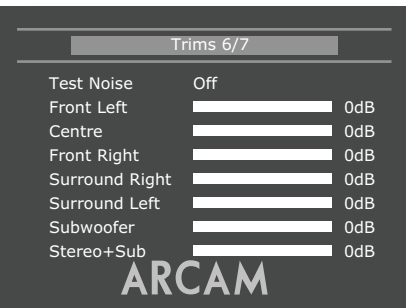 Trims 6/7
Test Noise Off
Front Left 0dB
Centre 0dB
Front Right 0dB
Surround Right 0dB
Surround Left 0dB
Subwoofer 0dB
Stereo+Sub 0dB
ARCAM